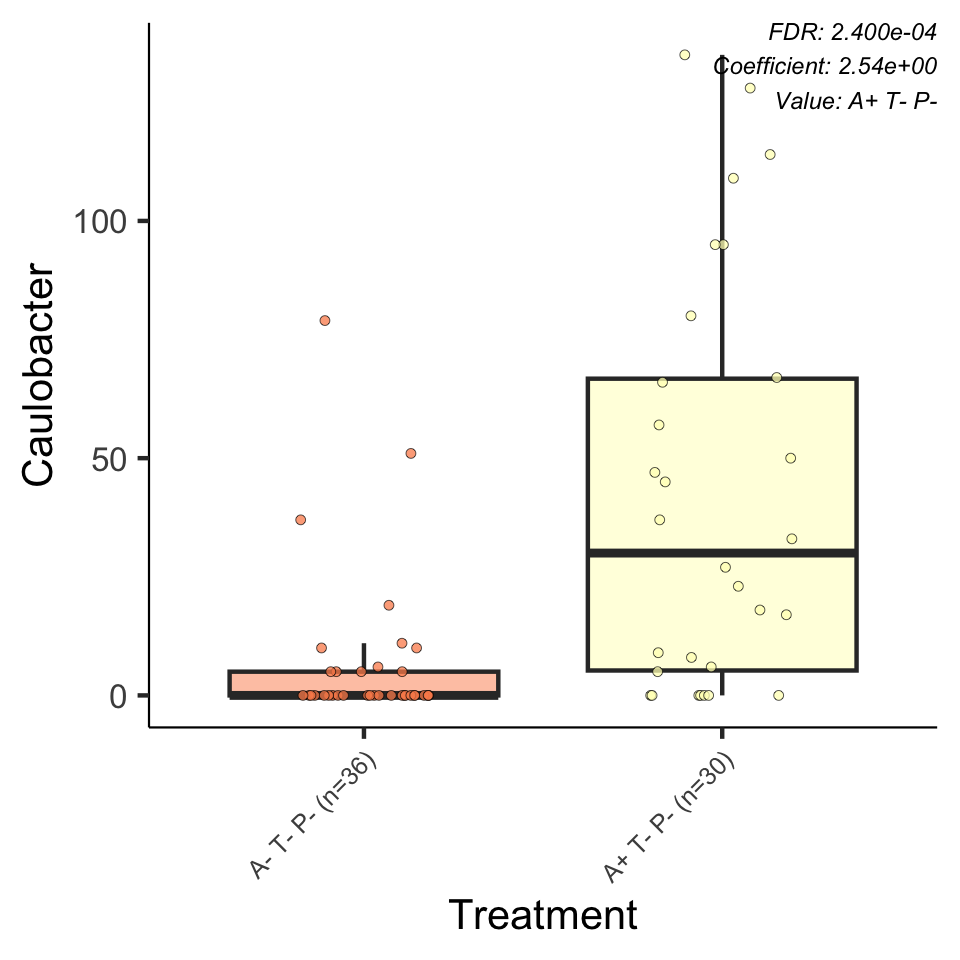 FDR: 2.400e-04
Coefficient: 2.54e+00
Value: A+ T- P-
100
50
0
Caulobacter
A- T- P- (n=36)
A+ T- P- (n=30)
Treatment